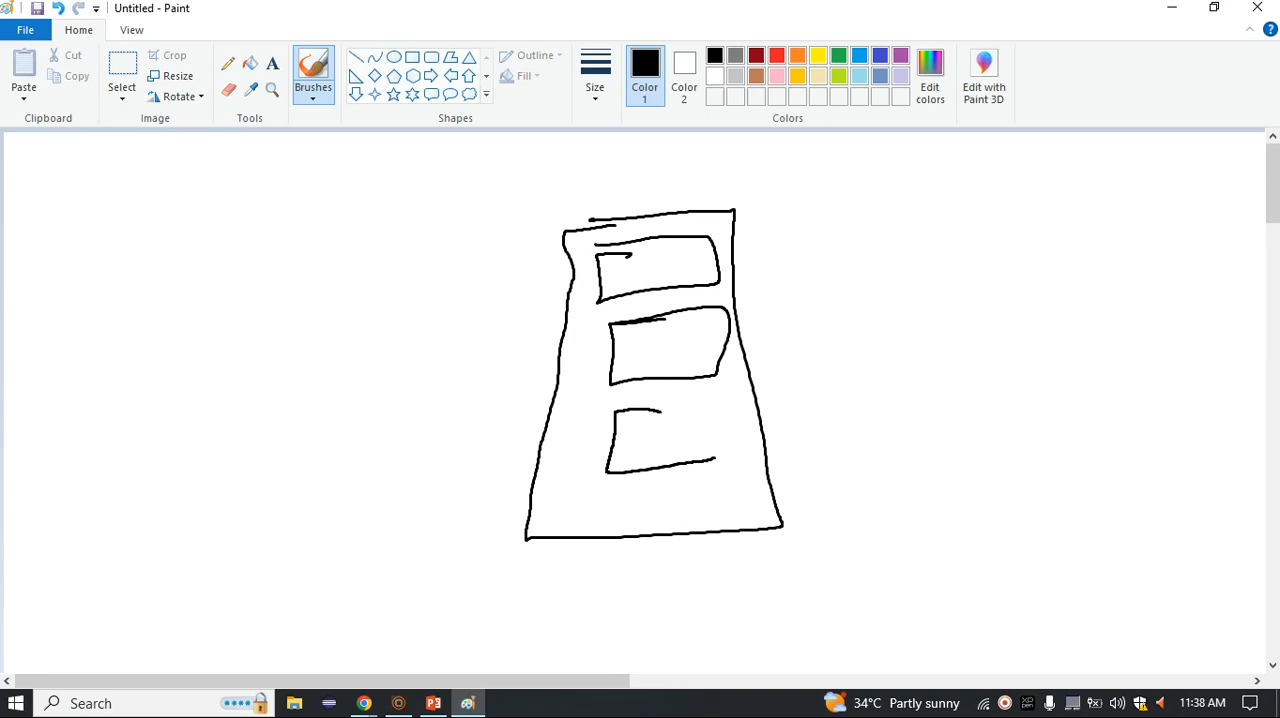 Untitled - Paint
File Home View
Paste
Cut
Copy
Clipboard
Select
Crop
Resize
Rotate
Image
Tools
Brushes
Outline
Fill
Shapes
Size
Color 1
Color 2
Edit colors
Colors
Edit with Paint 3D
Search
34°C Partly sunny
11:38 AM